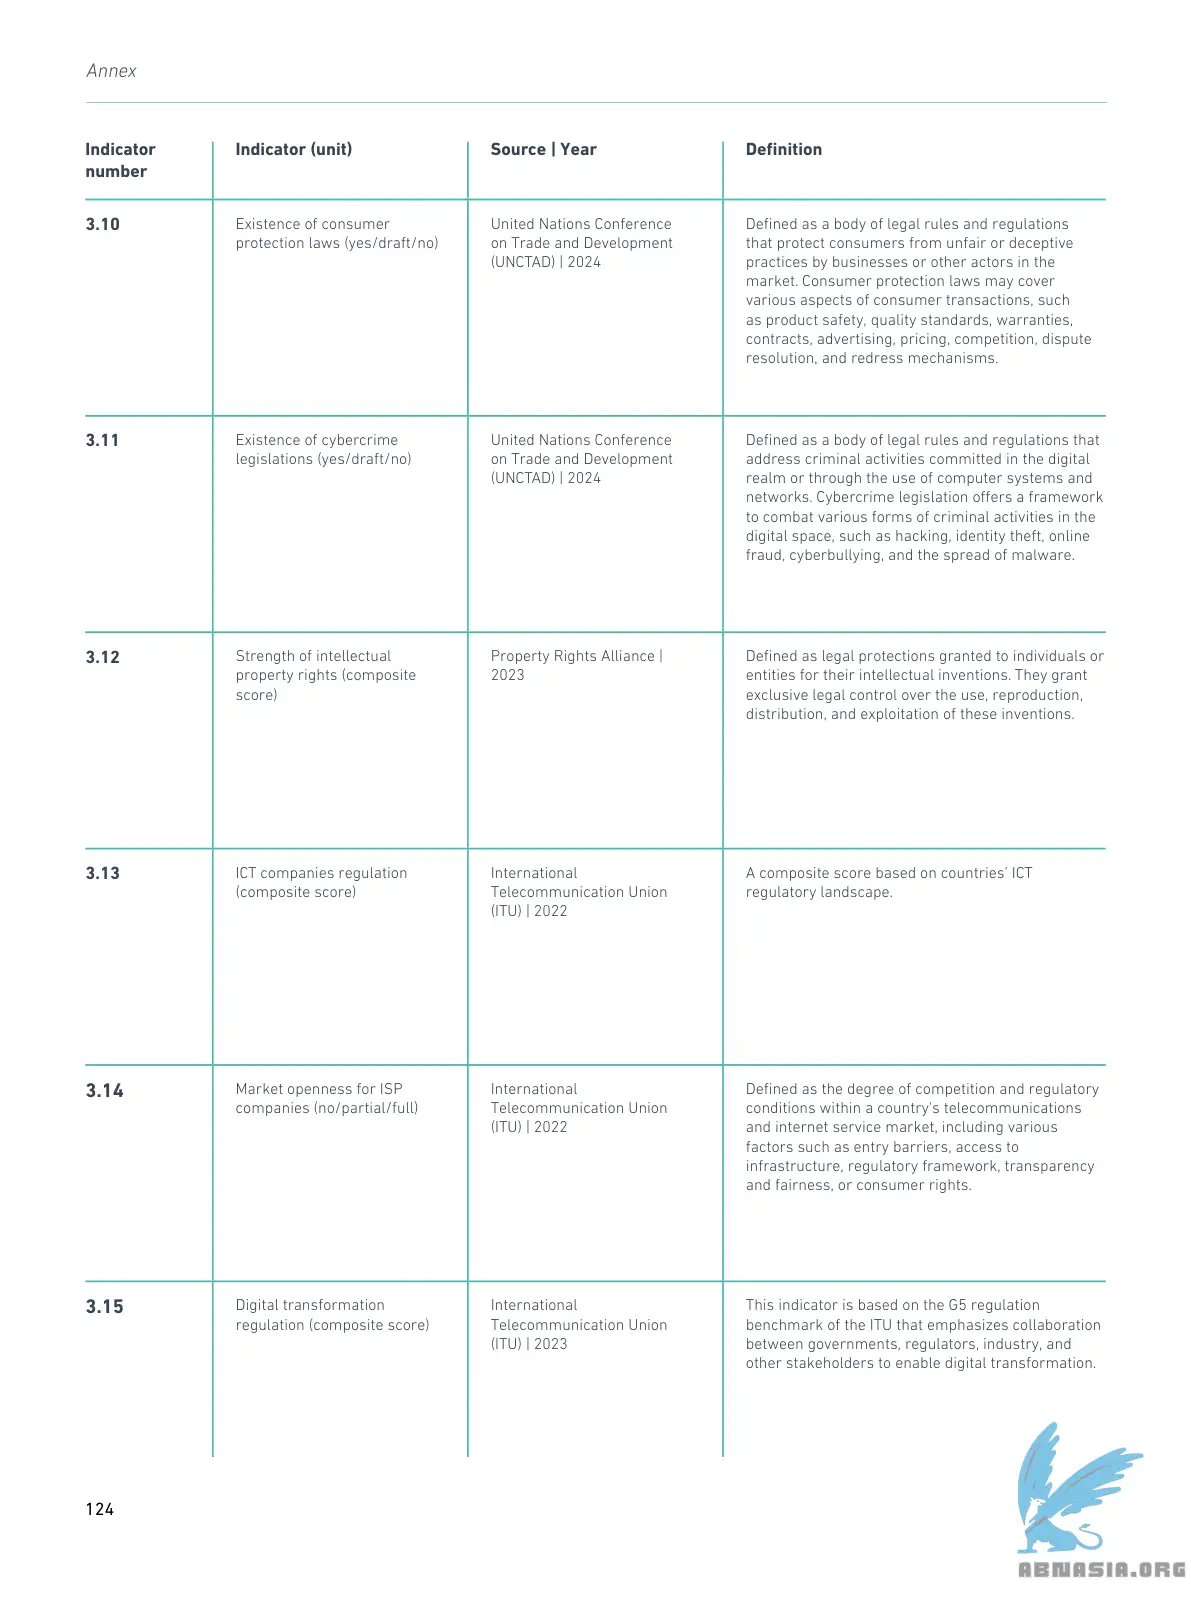 Annex
Indicator
number
Indicator (unit)
Source | Year
Definition
3.10
Existence of consumer
protection laws (yes/draft/no)
United Nations Conference
on Trade and Development
(UNCTAD) | 2024
Defined as a body of legal rules and regulations
that protect consumers from unfair or deceptive
practices by businesses or other actors in the
market. Consumer protection laws may cover
various aspects of consumer transactions, such
as product safety, quality standards, warranties,
contracts, advertising, pricing, competition, dispute
resolution, and redress mechanisms.
3.11
Existence of cybercrime
legislations (yes/draft/no)
United Nations Conference
on Trade and Development
(UNCTAD) | 2024
Defined as a body of legal rules and regulations that
address criminal activities committed in the digital
realm or through the use of computer systems and
networks. Cybercrime legislation offers a framework
to combat various forms of criminal activities in the
digital space, such as hacking, identity theft, online
fraud, cyberbullying, and the spread of malware.
3.12
Strength of intellectual
property rights (composite
score)
Property Rights Alliance |
2023
Defined as legal protections granted to individuals or
entities for their intellectual inventions. They grant
exclusive legal control over the use, reproduction,
distribution, and exploitation of these inventions.
3.13
ICT companies regulation
(composite score)
International
Telecommunication Union
(ITU) | 2022
A composite score based on countries' ICT
regulatory landscape.
3.14
Market openness for ISP
companies (no/partial/full)
International
Telecommunication Union
(ITU) | 2022
Defined as the degree of competition and regulatory
conditions within a country's telecommunications
and internet service market, including various
factors such as entry barriers, access to
infrastructure, regulatory framework, transparency
and fairness, or consumer rights.
3.15
Digital transformation
regulation (composite score)
International
Telecommunication Union
(ITU) | 2023
This indicator is based on the G5 regulation
benchmark of the ITU that emphasizes collaboration
between governments, regulators, industry, and
other stakeholders to enable digital transformation.
124
ABNASIA.ORG